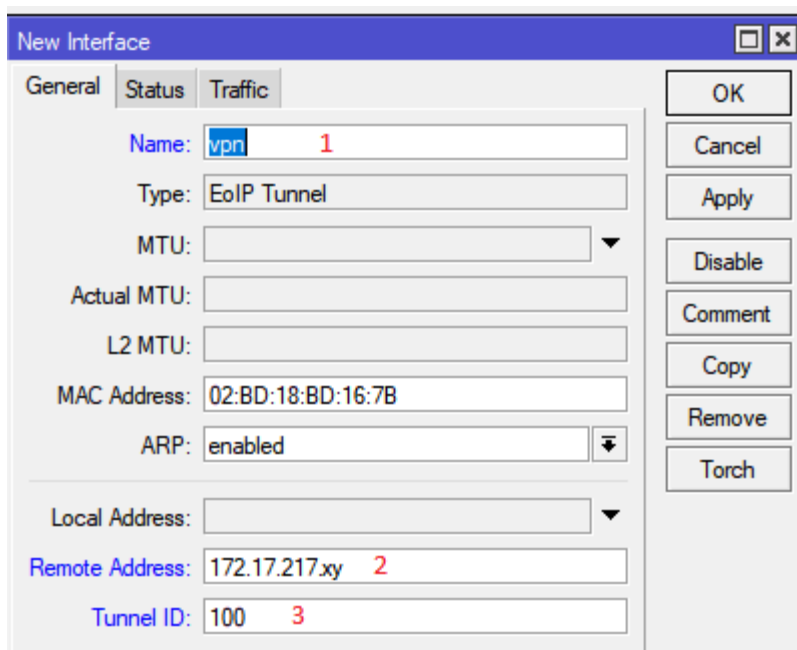 New Interface
General Status Traffic
OK
Name: vpn 1
Cancel
Type: EoIP Tunnel
Apply
MTU:
Disable
Actual MTU:
Comment
L2 MTU:
Copy
MAC Address: 02:BD:18:BD:16:7B
Remove
ARP: enabled
Torch
Local Address:
Remote Address: 172.17.217.xy 2
Tunnel ID: 100 3